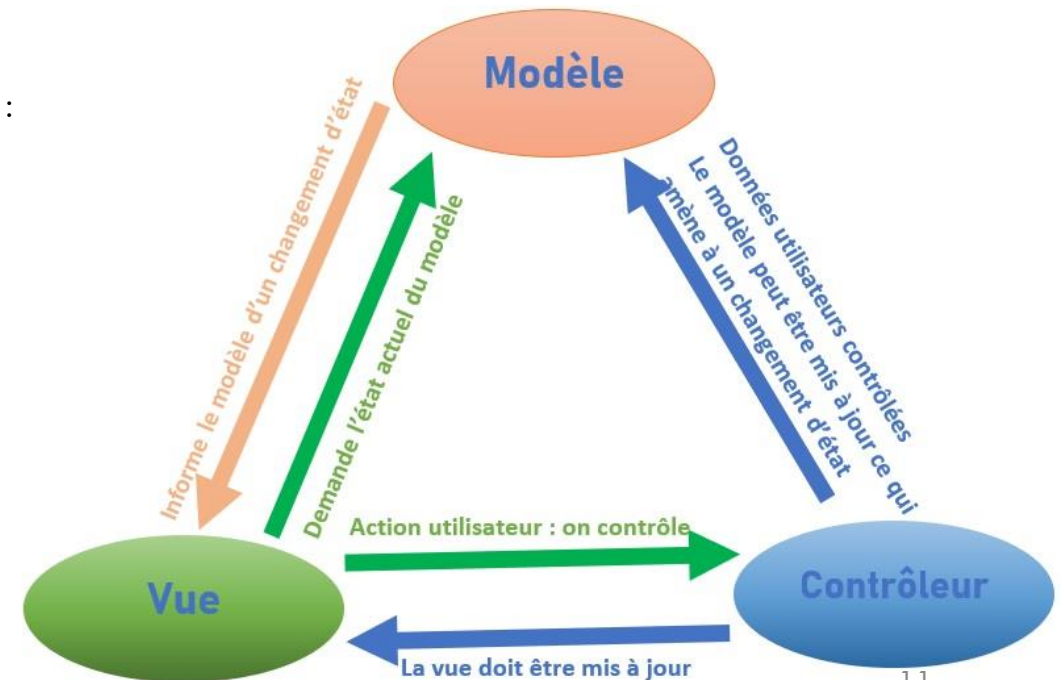 Modèle
:
Informe le modèle d'un changement d'état
Demande l'état actuel du modèle
Données utilisateurs contrôlées
Le modèle peut être mis à jour ce qui
amène à un changement d'état
Action utilisateur : on contrôle
Vue
Contrôleur
La vue doit être mis à jour
11